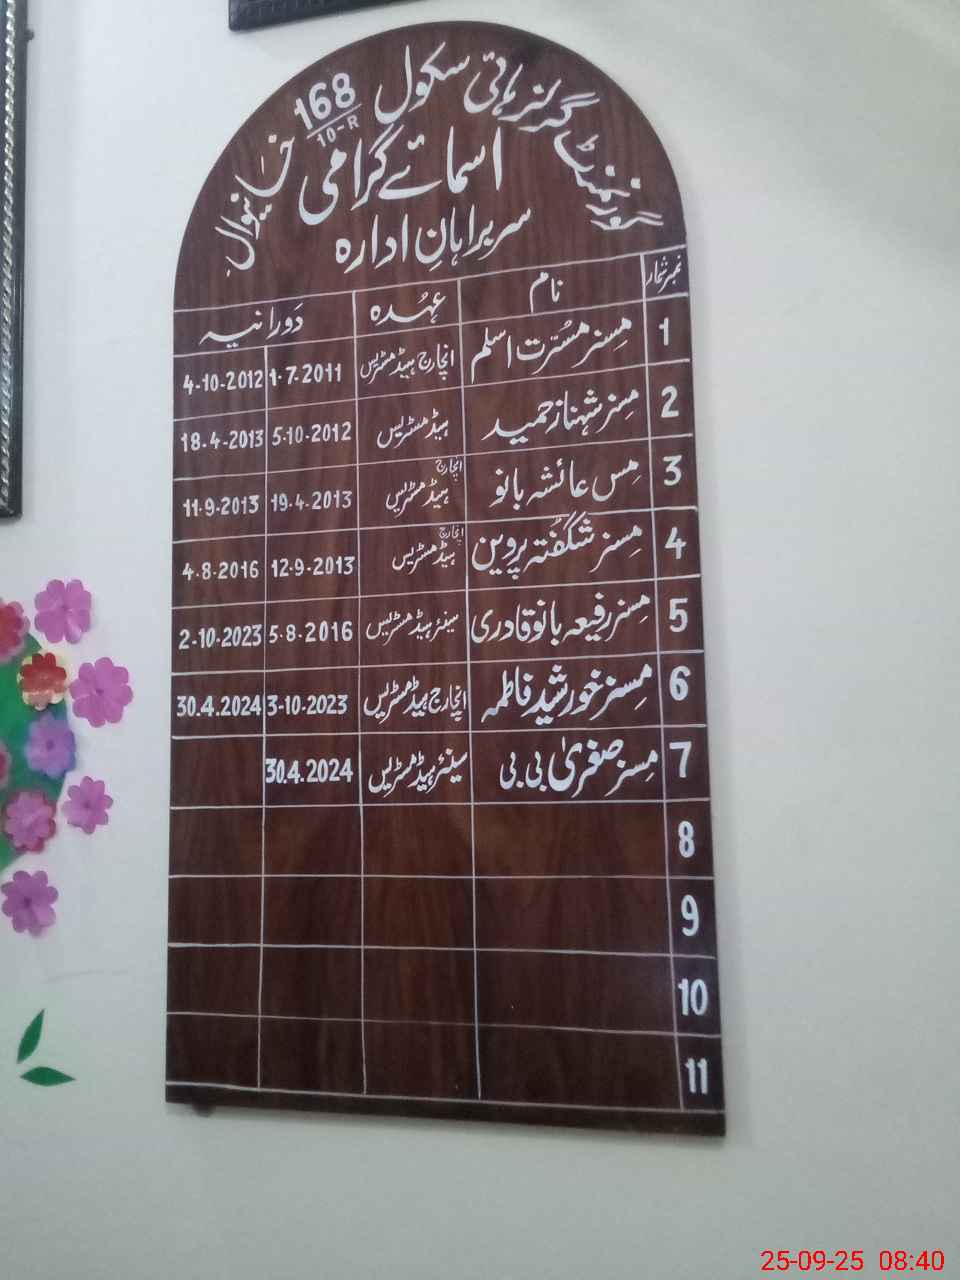 گورنمنٹ گرلز ہائی سکول 168/10-R خانیوال
اسمائے گرامی
سربراہانِ ادارہ
نمبر شمار نام عہدہ دورانیہ
1 مسز مسرّت اسلم انچارج ہیڈ مسٹریس 1-7-2011 4-10-2012
2 مسز شہناز حمید ہیڈ مسٹریس 5-10-2012 18-4-2013
3 مس عائشہ بانو انچارج ہیڈ مسٹریس 19-4-2013 11-9-2013
4 مسز شگفتہ پروین انچارج ہیڈ مسٹریس 12-9-2013 4-8-2016
5 مسز رفیعہ بانو قادری سینئر ہیڈ مسٹریس 5-8-2016 2-10-2023
6 مسز خورشید فاطمہ انچارج ہیڈ مسٹریس 3-10-2023 30.4.2024
7 مسز صغریٰ بی بی سینئر ہیڈ مسٹریس 30.4.2024
8
9
10
11
25-09-25 08:40